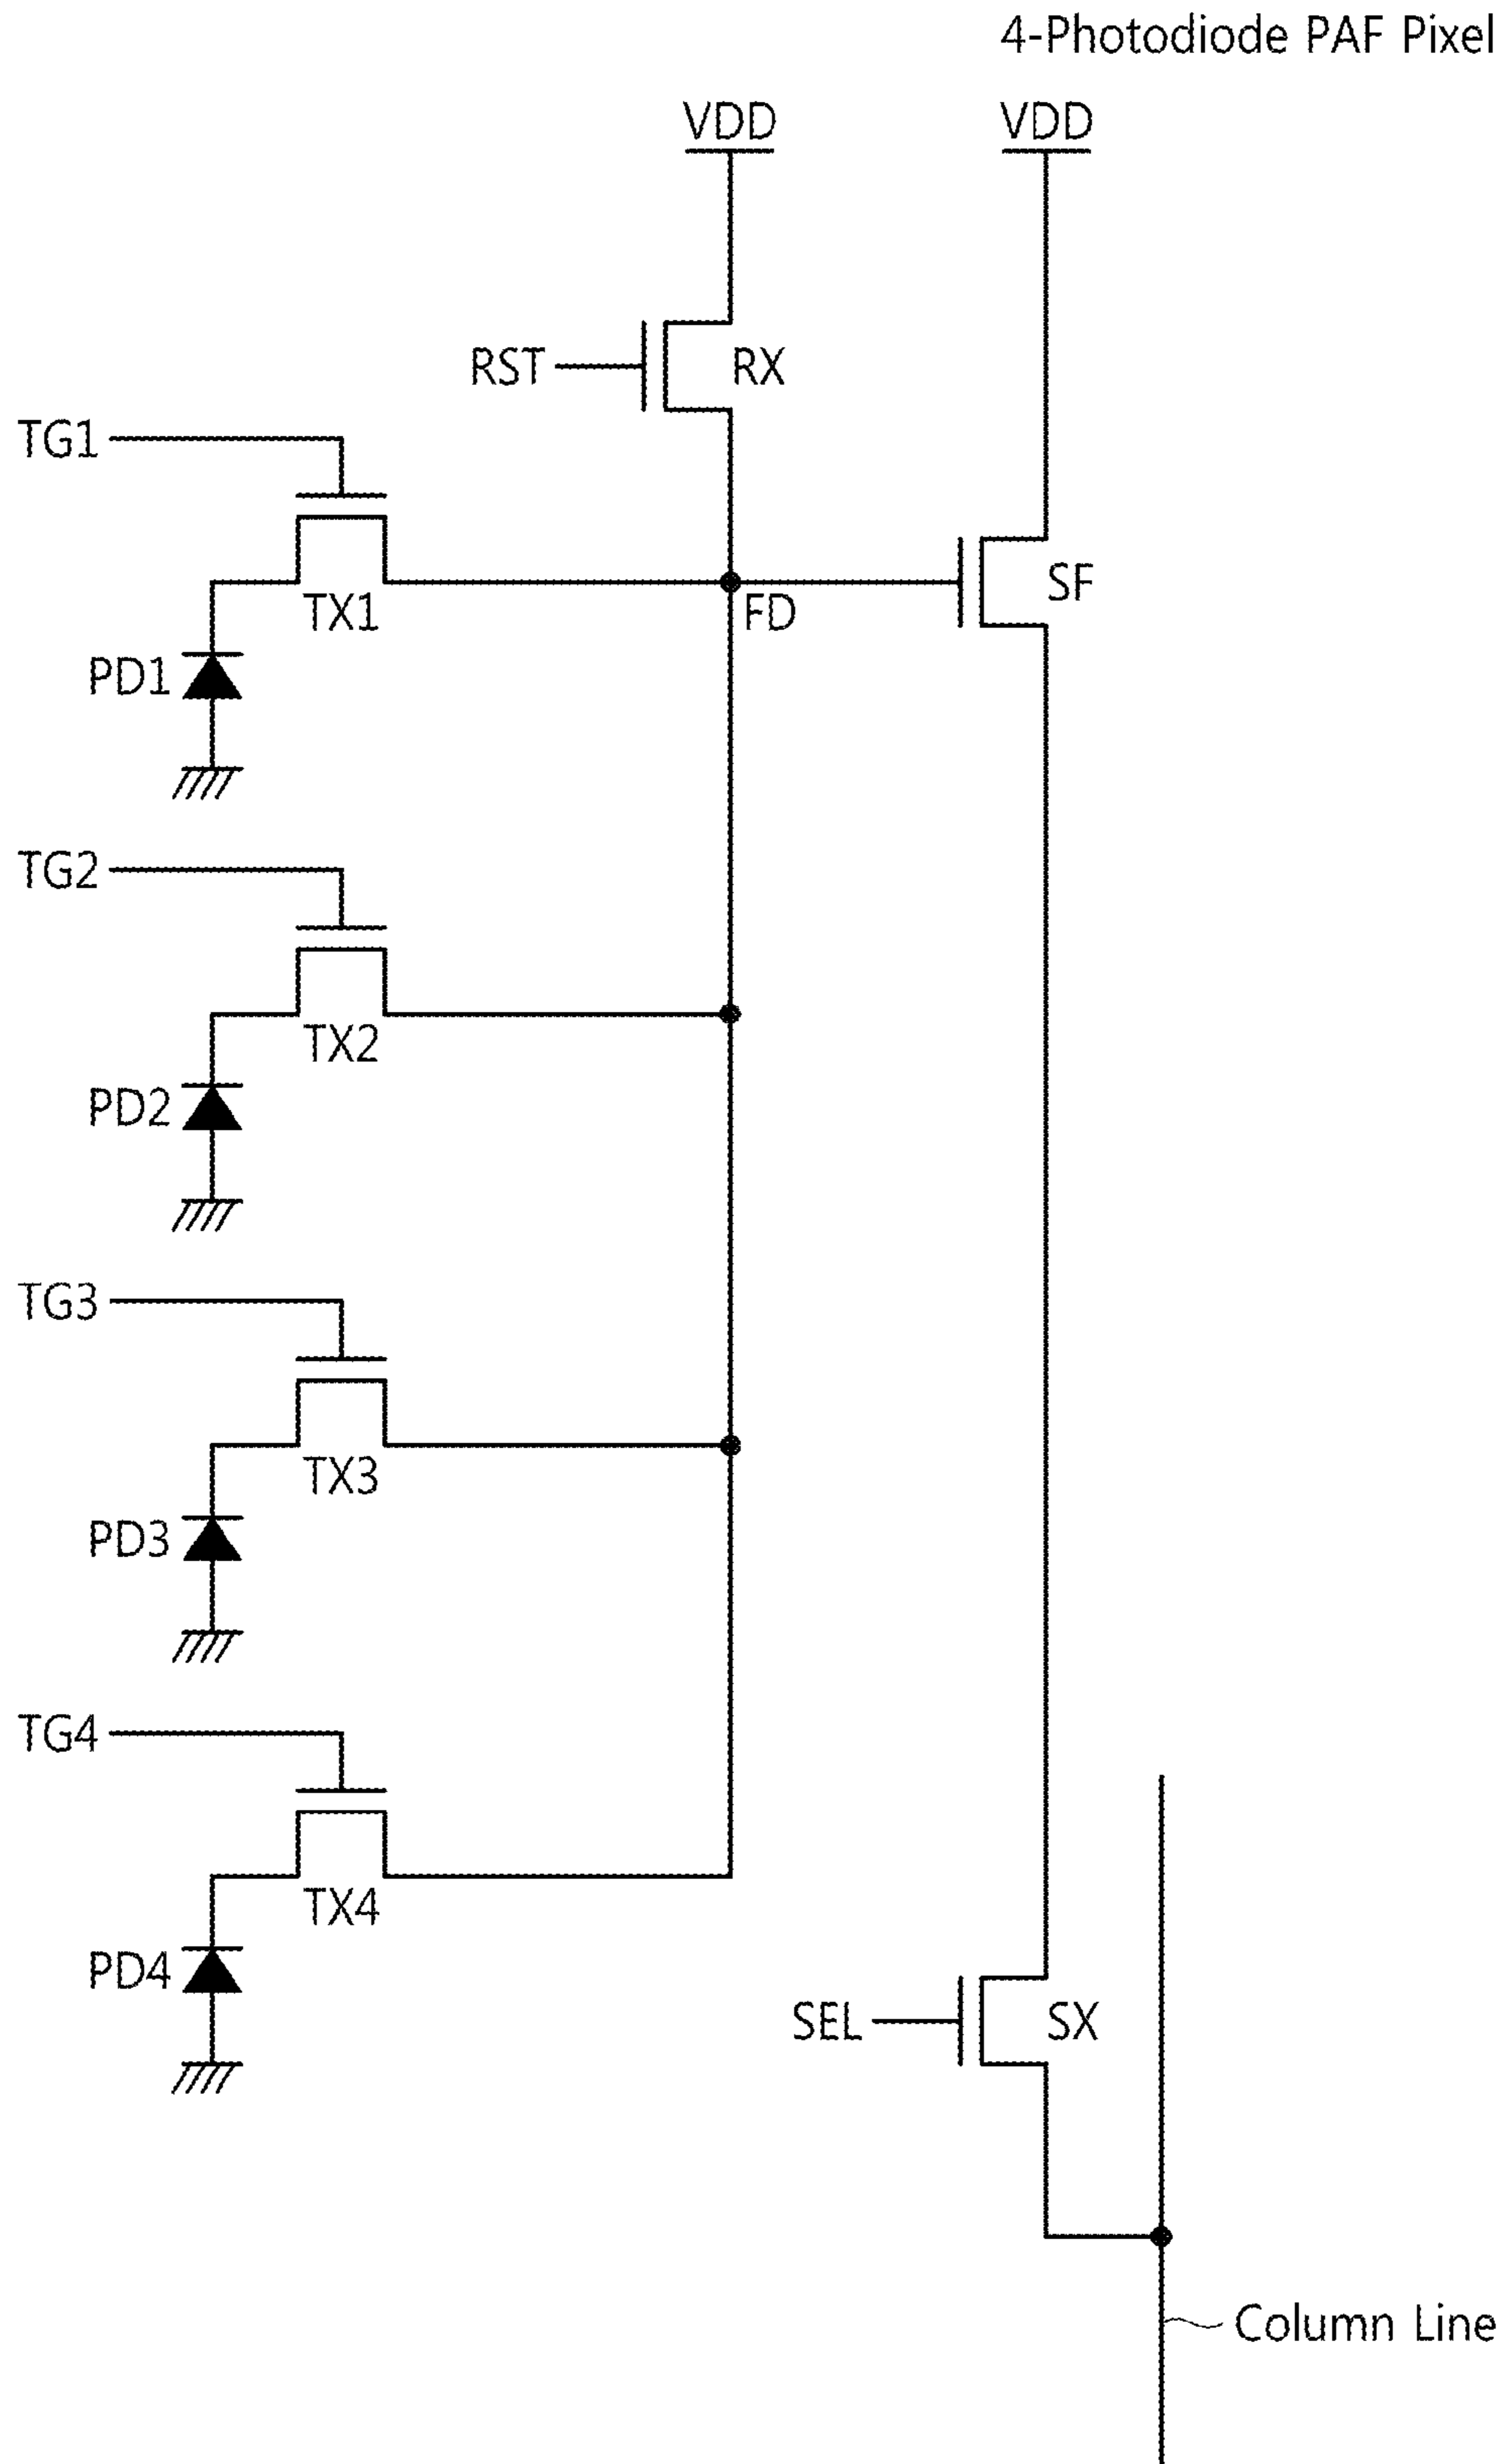 4-Photodiode PAF Pixel
VDD
VDD
RST
RX
TG1
TX1
FD
SF
PD1
TG2
TX2
PD2
TG3
TX3
PD3
TG4
TX4
PD4
SEL
SX
Column Line